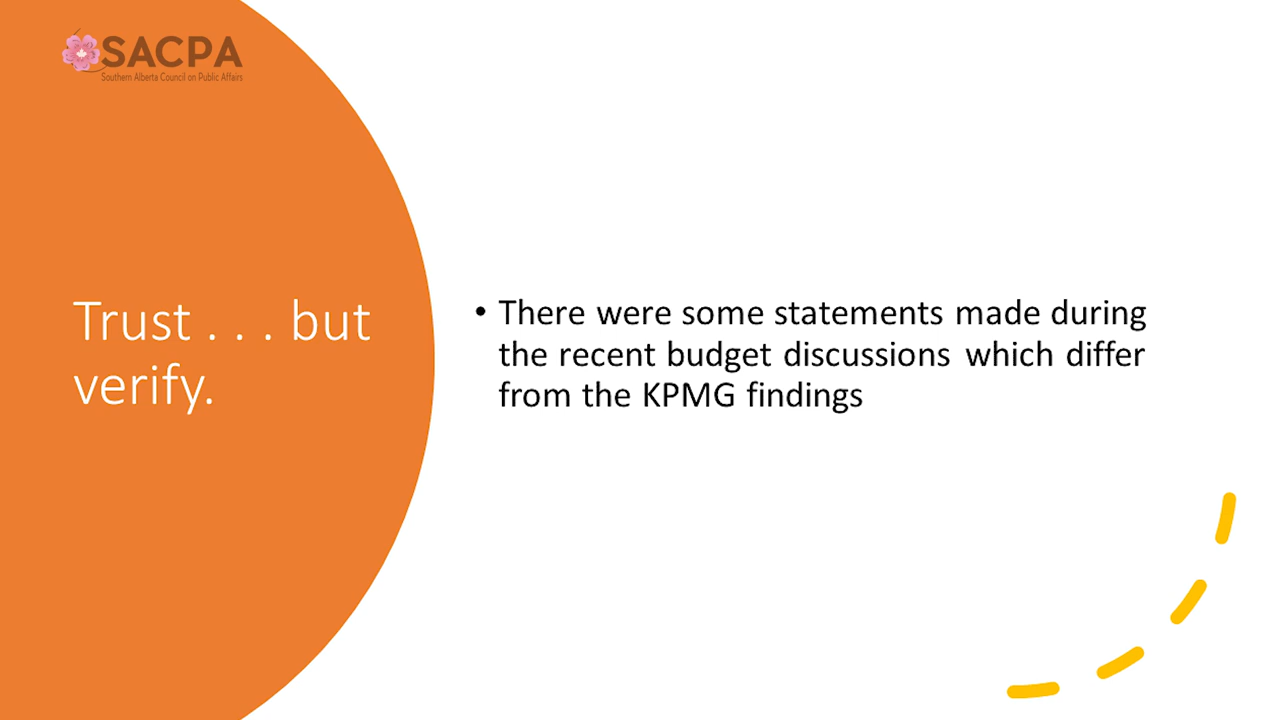 SACPA
Southern Alberta Council on Public Affairs
Trust . . . but
verify.
• There were some statements made during
the recent budget discussions which differ
from the KPMG findings